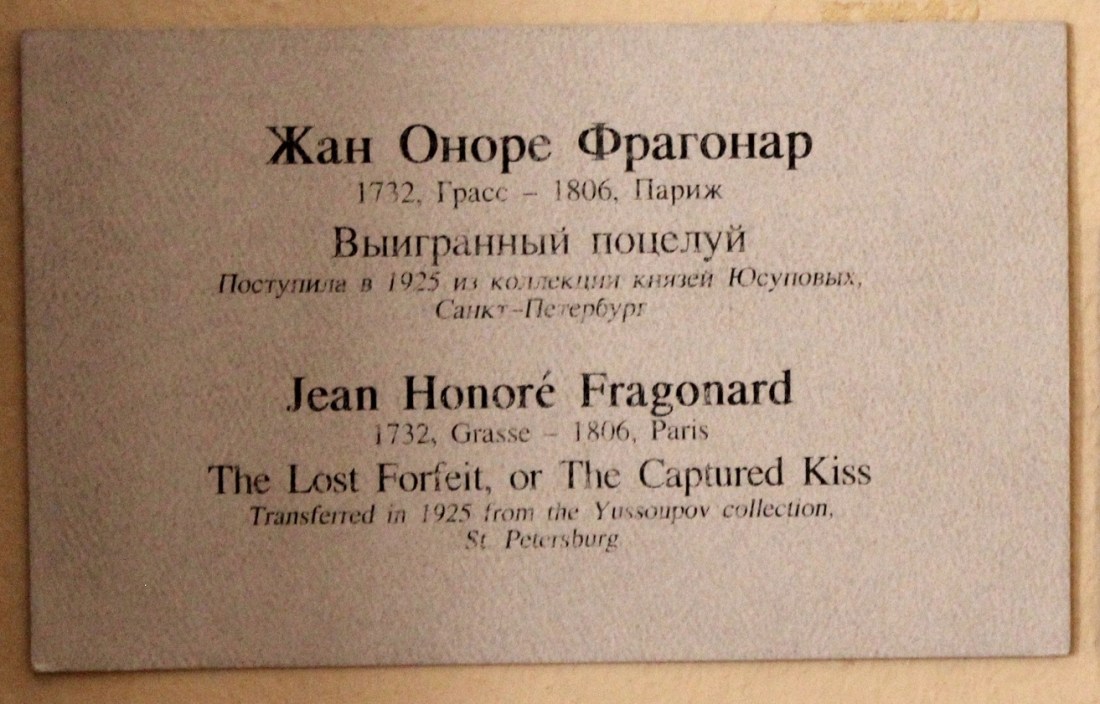 Жан Оноре Фрагонар
1732, Грасс – 1806, Париж
Выигранный поцелуй
Поступила в 1925 из коллекции князей Юсуповых,
Санкт-Петербург
Jean Honoré Fragonard
1732, Grasse – 1806, Paris
The Lost Forfeit, or The Captured Kiss
Transferred in 1925 from the Yussoupov collection,
St. Petersburg